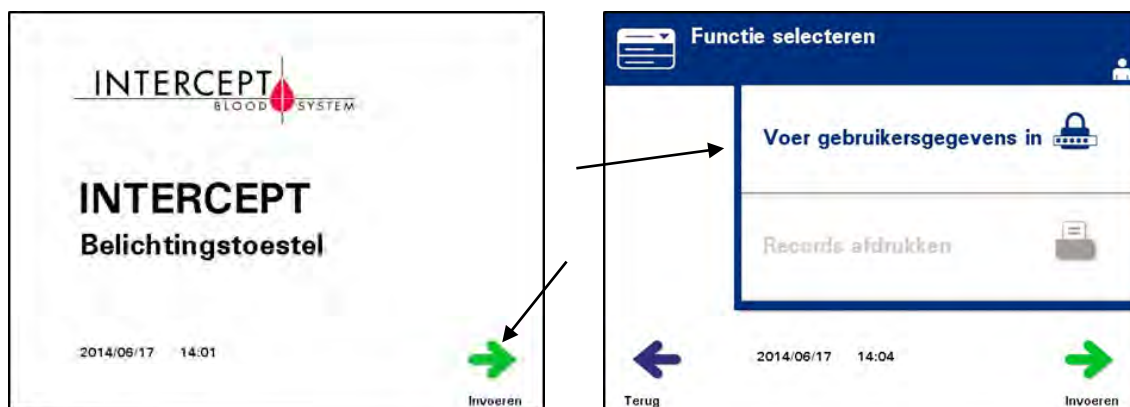 INTERCEPT
BLOOD SYSTEM
INTERCEPT
Belichtingstoestel
2014/06/17 14:01
Invoeren
Functie selecteren
Voer gebruikersgegevens in
Records afdrukken
2014/06/17 14:04
Terug
Invoeren